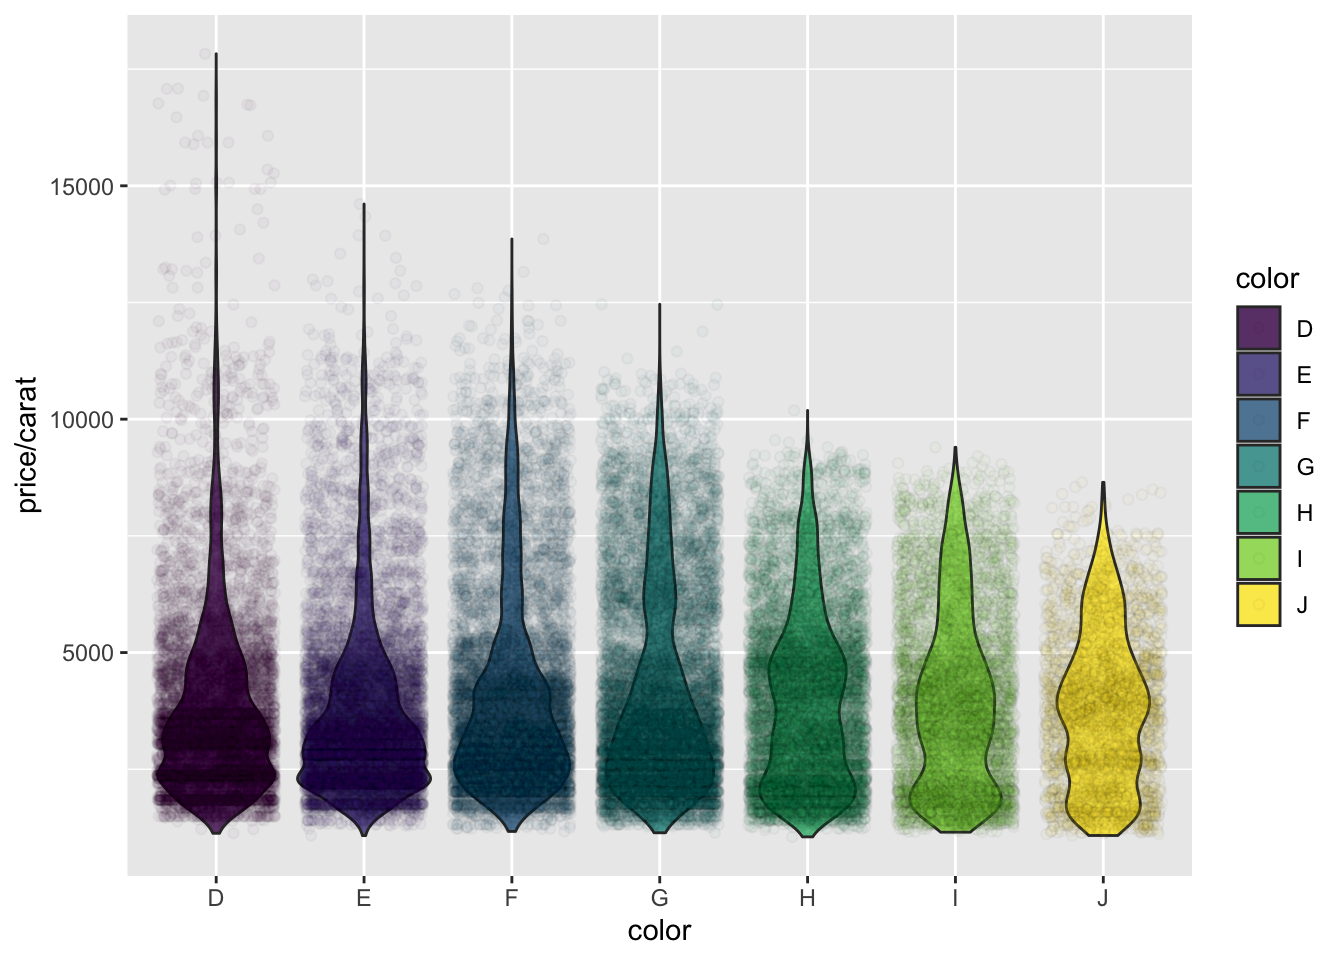 price/carat
15000
10000
5000
D E F G H I J
color
color
D
E
F
G
H
I
J